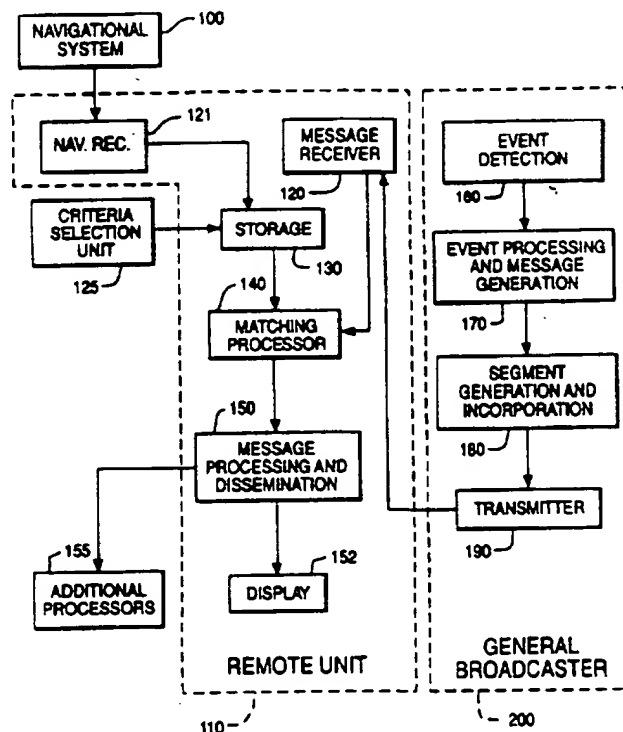 NAVIGATIONAL
SYSTEM
100
NAV. REC.
121
MESSAGE
RECEIVER
120
EVENT
DETECTION
160
CRITERIA
SELECTION
UNIT
125
STORAGE
130
EVENT PROCESSING
AND MESSAGE
GENERATION
170
140
MATCHING
PROCESSOR
SEGMENT
GENERATION AND
INCORPORATION
180
150
MESSAGE
PROCESSING AND
DISSEMINATION
TRANSMITTER
190
155
ADDITIONAL
PROCESSORS
152
DISPLAY
REMOTE UNIT
110
GENERAL
BROADCASTER
200